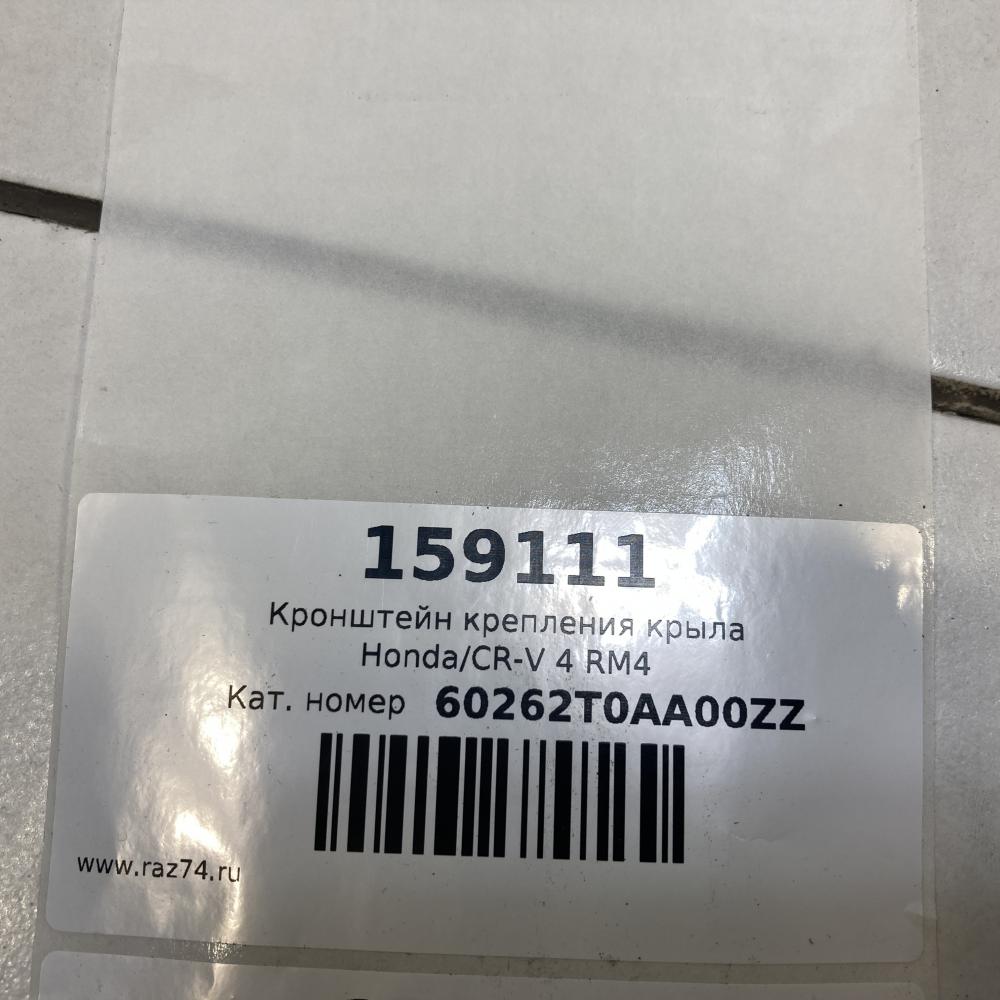 159111
Кронштейн крепления крыла
Honda/CR-V 4 RM4
Кат. номер 60262T0AA00ZZ
www.raz74.ru